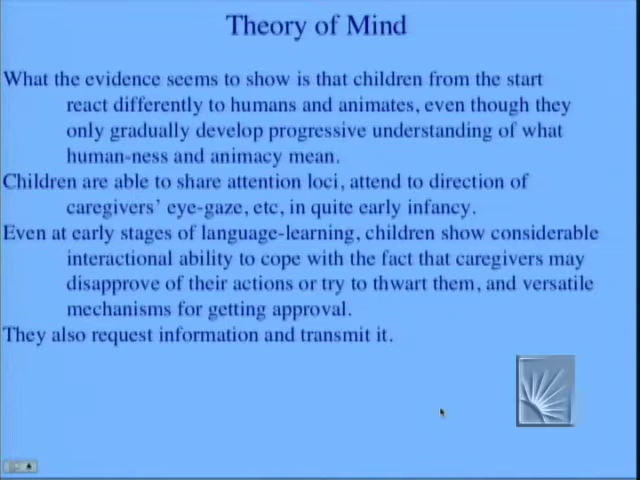 Theory of Mind
What the evidence seems to show is that children from the start
react differently to humans and animates, even though they
only gradually develop progressive understanding of what
human-ness and animacy mean.
Children are able to share attention loci, attend to direction of
caregivers' eye-gaze, etc, in quite early infancy.
Even at early stages of language-learning, children show considerable
interactional ability to cope with the fact that caregivers may
disapprove of their actions or try to thwart them, and versatile
mechanisms for getting approval.
They also request information and transmit it.